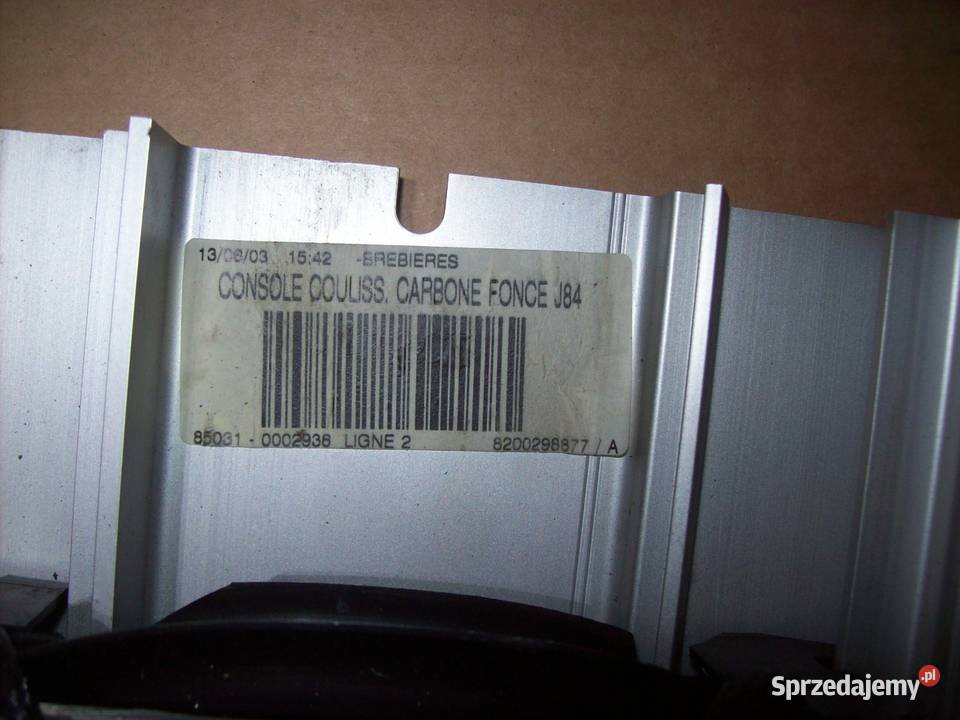 13/06/03 15:42 -BREBIERES
CONSOLE COULISS. CARBONE FONCE J84
85031 - 0002936 LIGNE 2 8200298877 / A
Sprzedajemy.pl